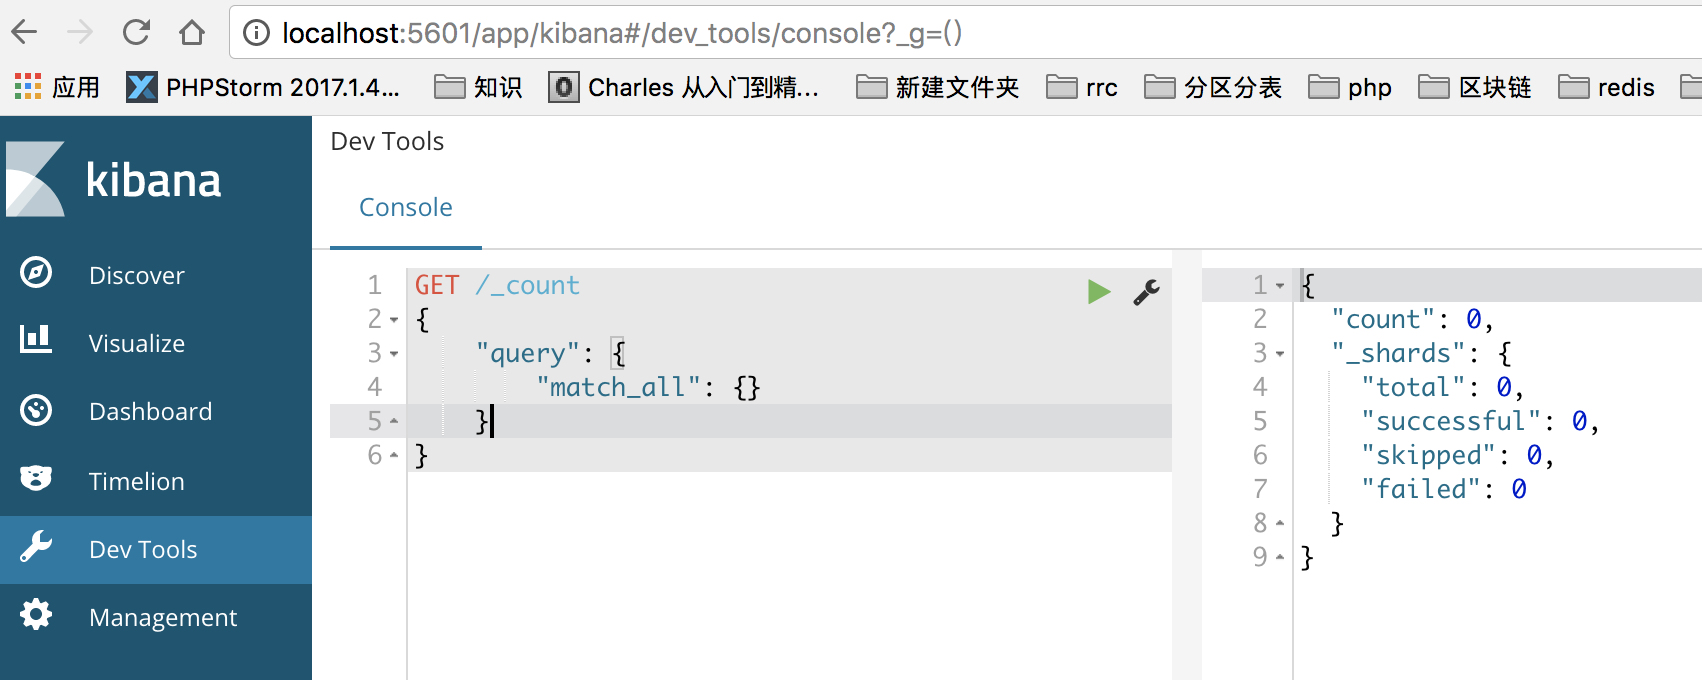 localhost:5601/app/kibana#/dev_tools/console?_g=()
应用 PHPStorm 2017.1.4... 知识 Charles 从入门到精... 新建文件夹 rrc 分区分表 php 区块链 redis
kibana
Discover
Visualize
Dashboard
Timelion
Dev Tools
Management
Dev Tools
Console
1 GET /_count
2 {
3 "query": {
4 "match_all": {}
5 }
6 }
1 {
2 "count": 0,
3 "_shards": {
4 "total": 0,
5 "successful": 0,
6 "skipped": 0,
7 "failed": 0
8 }
9 }